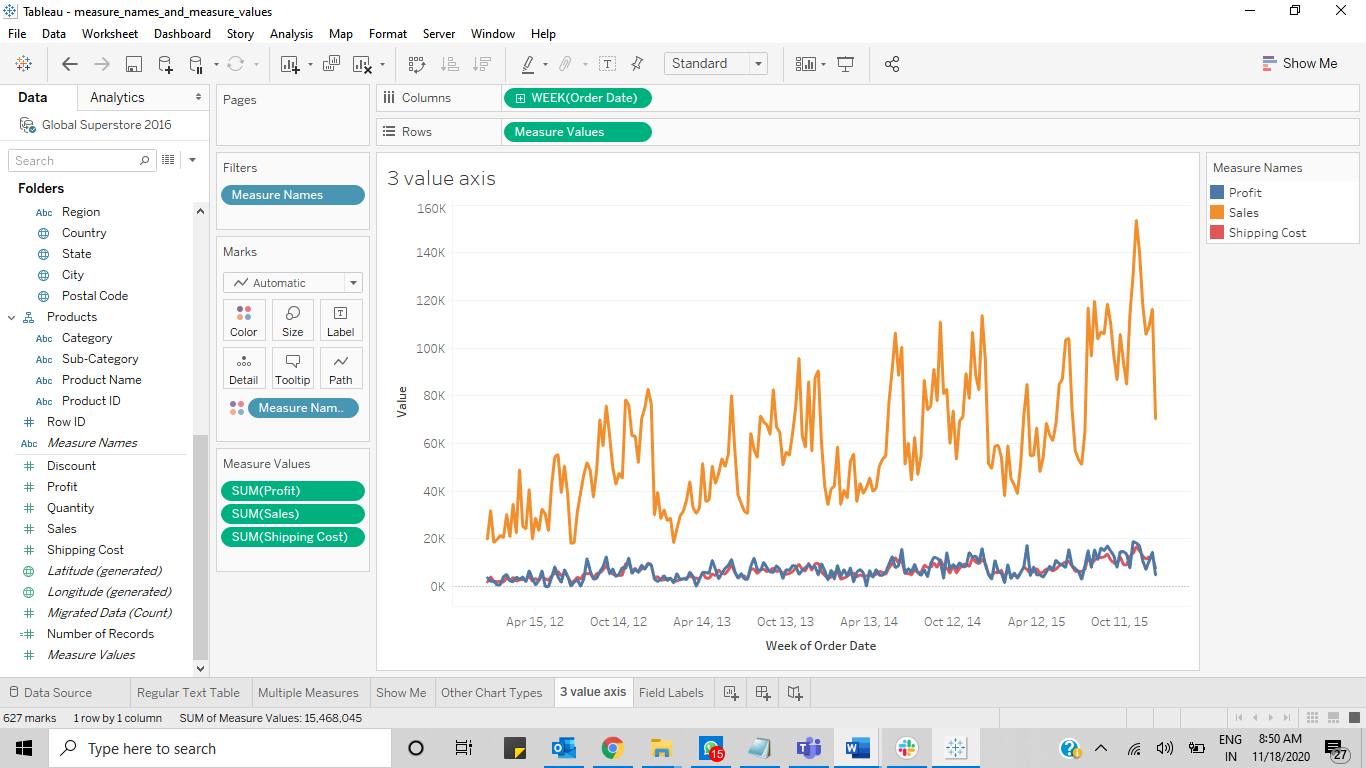 Tableau - measure_names_and_measure_values
File Data Worksheet Dashboard Story Analysis Map Format Server Window Help
Standard
Show Me
Data Analytics
Global Superstore 2016
Search
Folders
Region
Country
State
City
Postal Code
Products
Category
Sub-Category
Product Name
Product ID
Row ID
Measure Names
Discount
Profit
Quantity
Sales
Shipping Cost
Latitude (generated)
Longitude (generated)
Migrated Data (Count)
Number of Records
Measure Values
Abc
Abc
Abc
Abc
Abc
Abc
Pages
Filters
Measure Names
Marks
Automatic
Color Size Label
Detail Tooltip Path
Measure Nam..
Measure Values
SUM(Profit)
SUM(Sales)
SUM(Shipping Cost)
Columns WEEK(Order Date)
Rows Measure Values
3 value axis
160K
140K
120K
100K
80K
60K
40K
20K
0K
Value
Apr 15, 12 Oct 14, 12 Apr 14, 13 Oct 13, 13 Apr 13, 14 Oct 12, 14 Apr 12, 15 Oct 11, 15
Week of Order Date
Measure Names
Profit
Sales
Shipping Cost
Data Source Regular Text Table Multiple Measures Show Me Other Chart Types 3 value axis Field Labels
627 marks 1 row by 1 column SUM of Measure Values: 15,468,045
Type here to search
15
ENG
IN
8:50 AM
11/18/2020
27